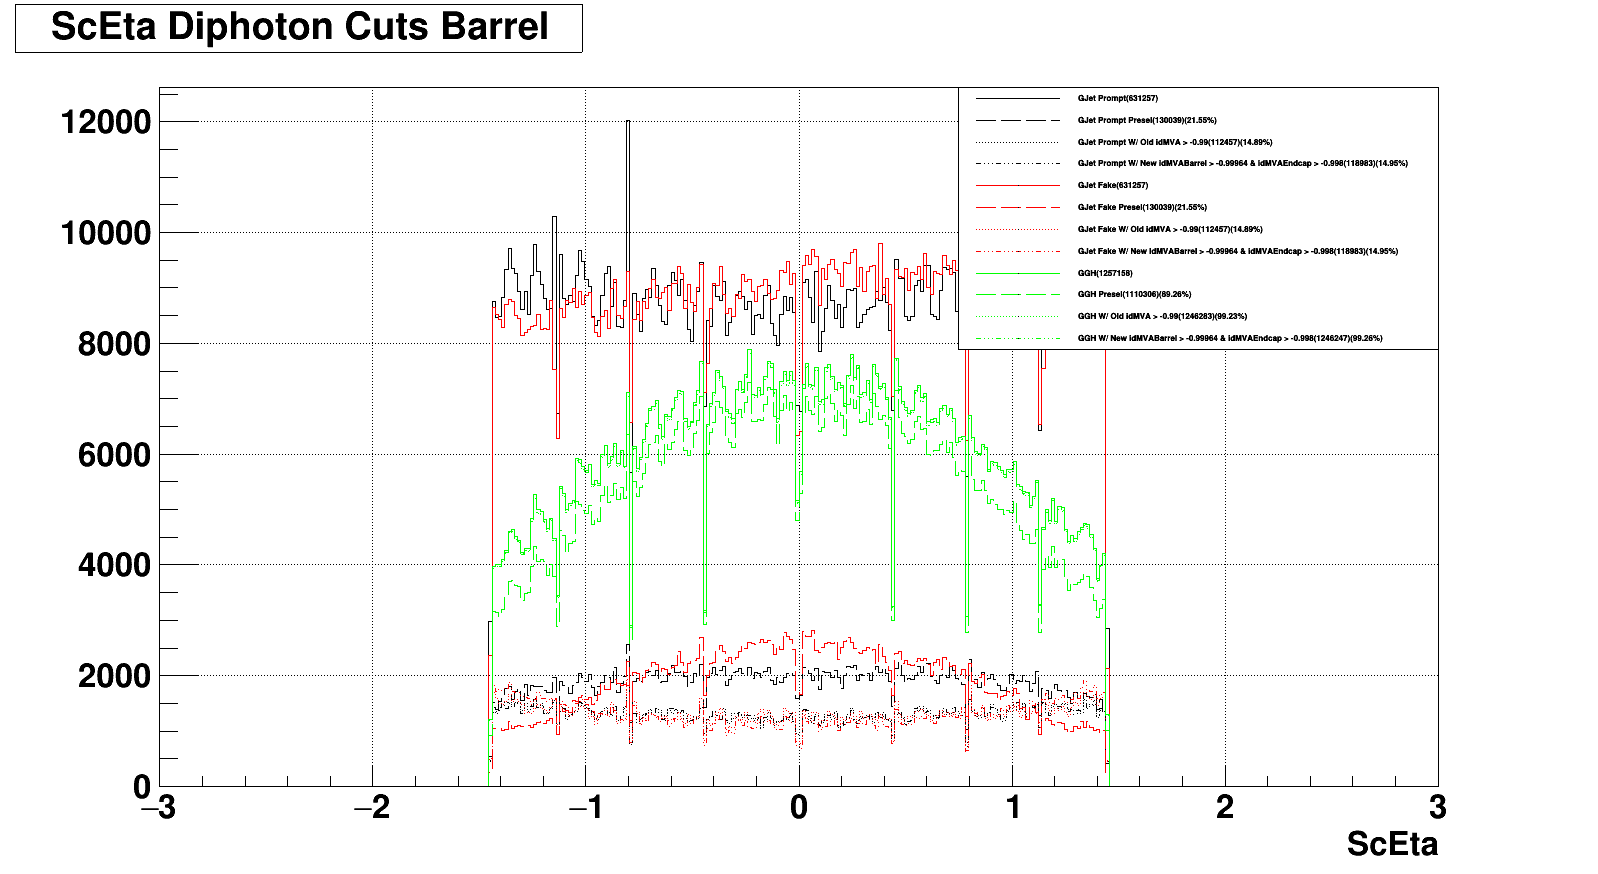 ScEta Diphoton Cuts Barrel
GJet Prompt(631257)
GJet Prompt Presel(130039)(21.55%)
GJet Prompt W/ Old idMVA > -0.99(112457)(14.89%)
GJet Prompt W/ New idMVABarrel > -0.99964 & idMVAEndcap > -0.998(118983)(14.95%)
GJet Fake(631257)
GJet Fake Presel(130039)(21.55%)
GJet Fake W/ Old idMVA > -0.99(112457)(14.89%)
GJet Fake W/ New idMVABarrel > -0.99964 & idMVAEndcap > -0.998(118983)(14.95%)
GGH(1257158)
GGH Presel(1110306)(89.26%)
GGH W/ Old idMVA > -0.99(1246283)(99.23%)
GGH W/ New idMVABarrel > -0.99964 & idMVAEndcap > -0.998(1246247)(99.26%)
12000
10000
8000
6000
4000
2000
0
−3 −2 −1 0 1 2 3
ScEta